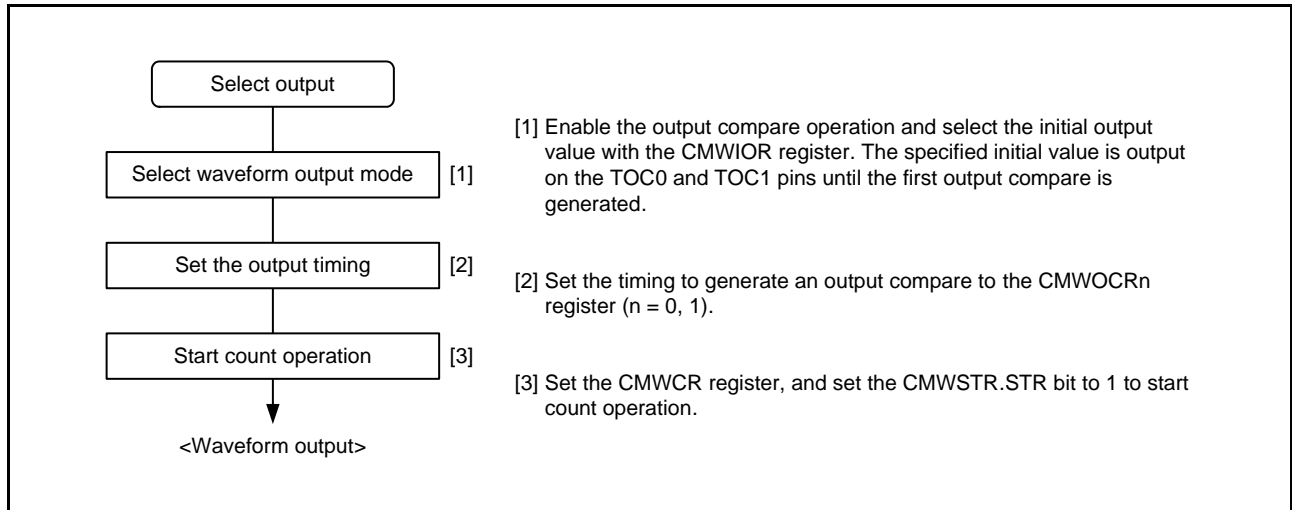 Select output
Select waveform output mode [1]
Set the output timing [2]
Start count operation [3]
<Waveform output>
[1] Enable the output compare operation and select the initial output
value with the CMWIOR register. The specified initial value is output
on the TOC0 and TOC1 pins until the first output compare is
generated.
[2] Set the timing to generate an output compare to the CMWOCRn
register (n = 0, 1).
[3] Set the CMWCR register, and set the CMWSTR.STR bit to 1 to start
count operation.